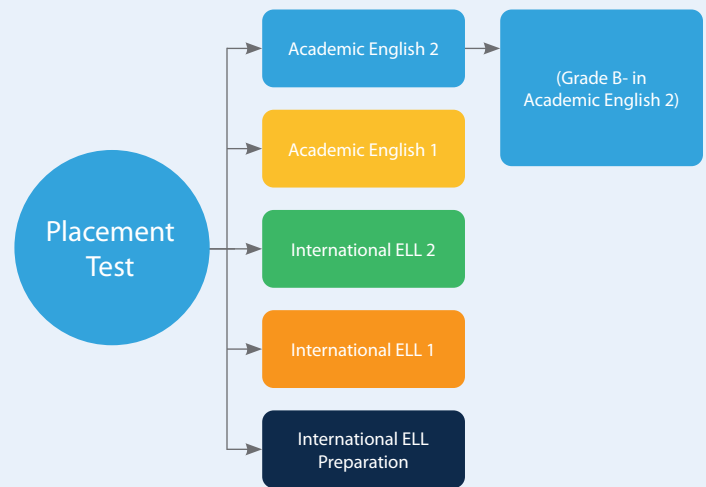 Placement
Test
Academic English 2
(Grade B- in
Academic English 2)
Academic English 1
International ELL 2
International ELL 1
International ELL
Preparation